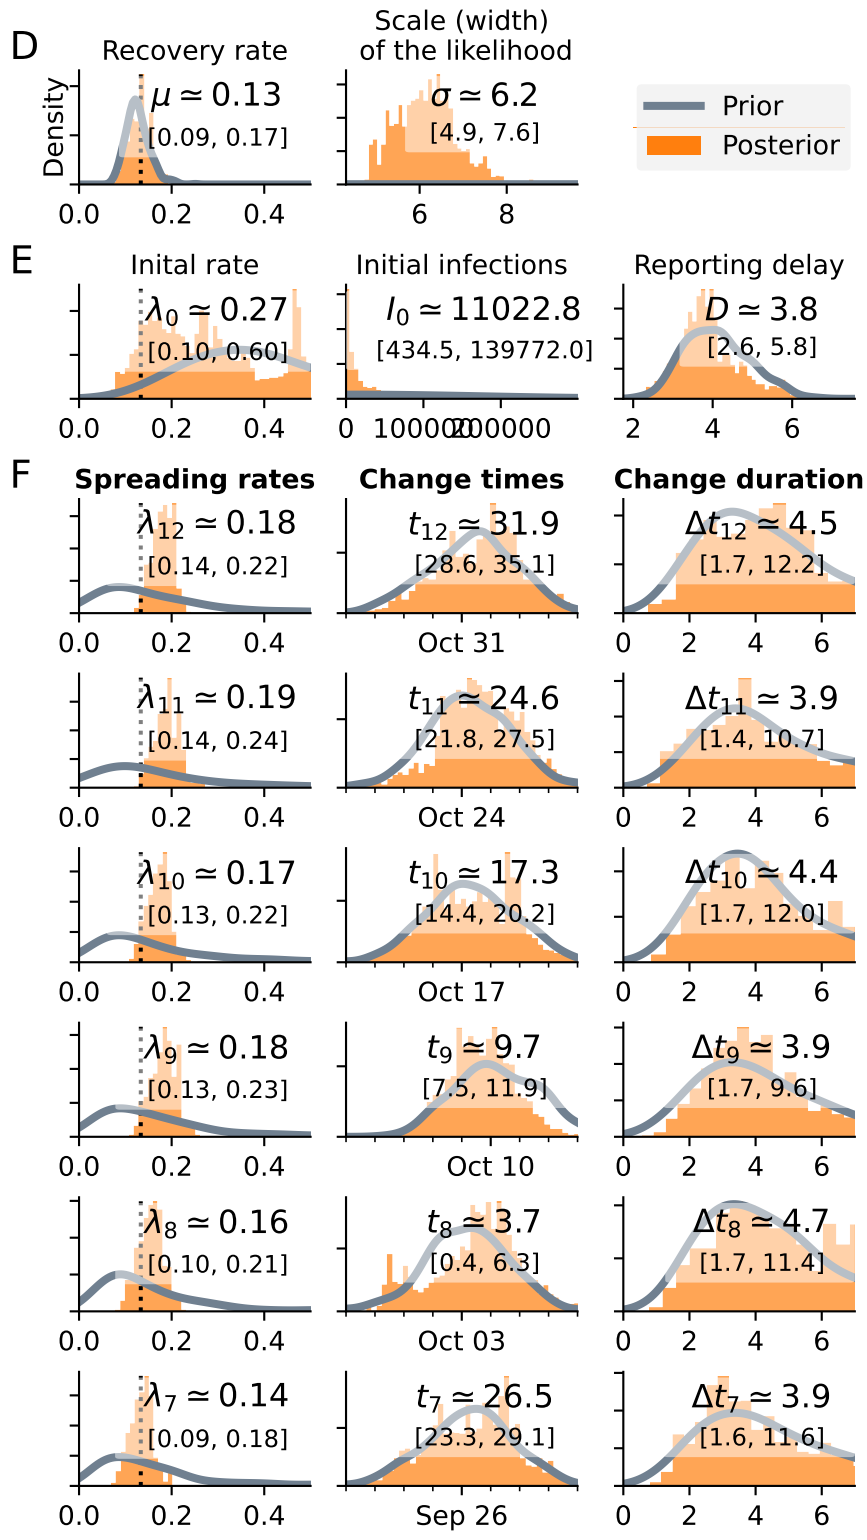 D
Recovery rate
Scale (width)
of the likelihood
Density
μ ≃ 0.13
[0.09, 0.17]
σ ≃ 6.2
[4.9, 7.6]
Prior
Posterior
0.0 0.2 0.4
6 8
E
Inital rate
Initial infections
Reporting delay
λ0 ≃ 0.27
[0.10, 0.60]
I0 ≃ 11022.8
[434.5, 139772.0]
D ≃ 3.8
[2.6, 5.8]
0.0 0.2 0.4
0 100000 200000
2 4 6
F
Spreading rates
Change times
Change duration
λ12 ≃ 0.18
[0.14, 0.22]
t12 ≃ 31.9
[28.6, 35.1]
Δt12 ≃ 4.5
[1.7, 12.2]
0.0 0.2 0.4
Oct 31
0 2 4 6
λ11 ≃ 0.19
[0.14, 0.24]
t11 ≃ 24.6
[21.8, 27.5]
Δt11 ≃ 3.9
[1.4, 10.7]
0.0 0.2 0.4
Oct 24
0 2 4 6
λ10 ≃ 0.17
[0.13, 0.22]
t10 ≃ 17.3
[14.4, 20.2]
Δt10 ≃ 4.4
[1.7, 12.0]
0.0 0.2 0.4
Oct 17
0 2 4 6
λ9 ≃ 0.18
[0.13, 0.23]
t9 ≃ 9.7
[7.5, 11.9]
Δt9 ≃ 3.9
[1.7, 9.6]
0.0 0.2 0.4
Oct 10
0 2 4 6
λ8 ≃ 0.16
[0.10, 0.21]
t8 ≃ 3.7
[0.4, 6.3]
Δt8 ≃ 4.7
[1.7, 11.4]
0.0 0.2 0.4
Oct 03
0 2 4 6
λ7 ≃ 0.14
[0.09, 0.18]
t7 ≃ 26.5
[23.3, 29.1]
Δt7 ≃ 3.9
[1.6, 11.6]
0.0 0.2 0.4
Sep 26
0 2 4 6